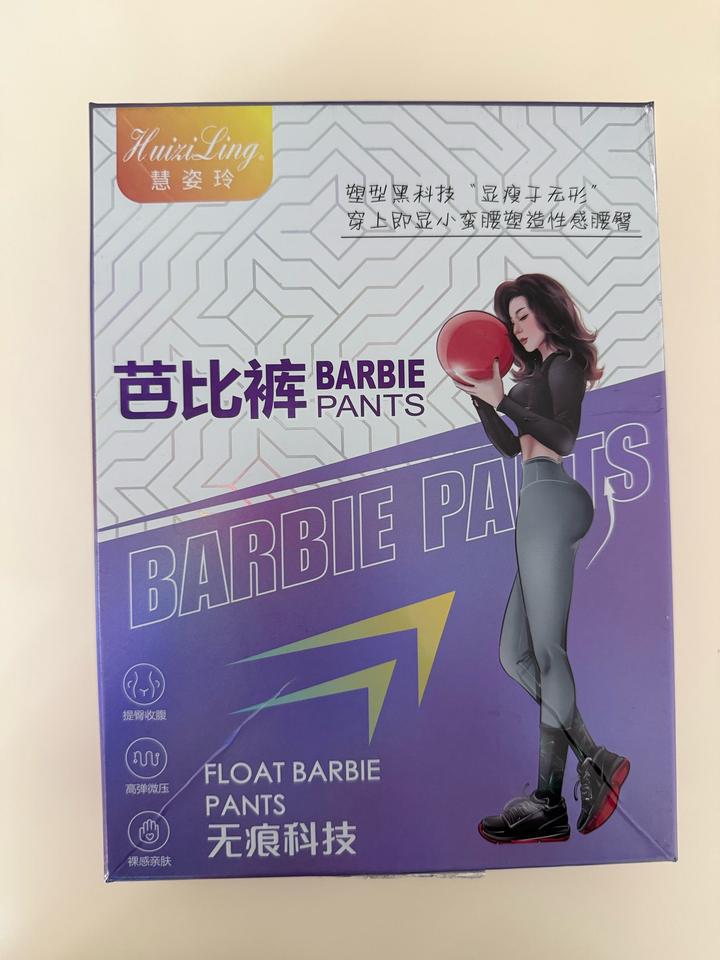 HuiziLing®
慧姿玲
塑型黑科技“显瘦于无形”
穿上即显小蛮腰塑造性感腰臀
芭比裤 BARBIE PANTS
BARBIE PANTS
提臀收腹
高弹微压
裸感亲肤
FLOAT BARBIE
PANTS
无痕科技